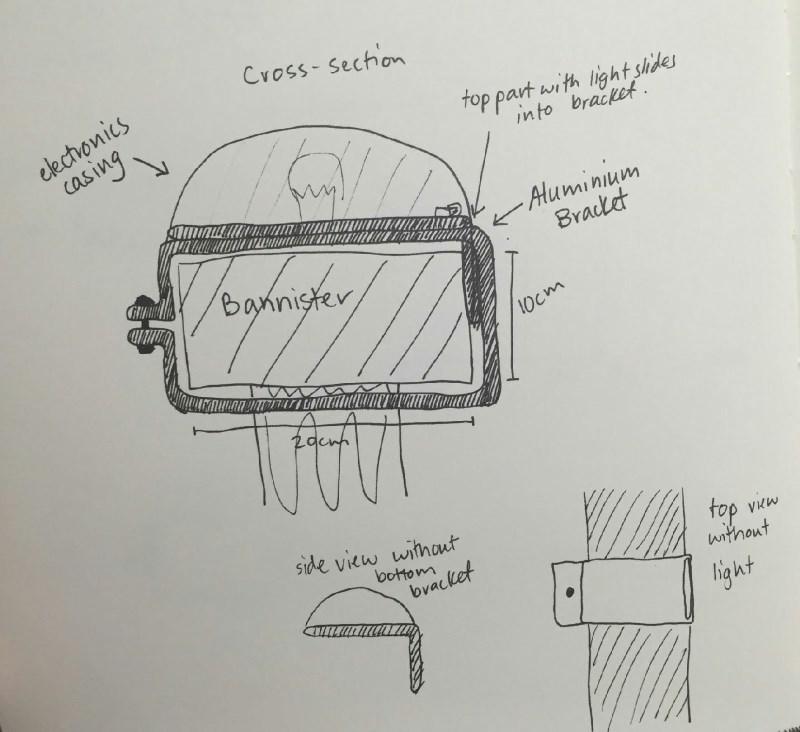 Cross-section
top part with light slides
into bracket.
electronics
casing
Aluminium
Bracket
Bannister
10cm
20cm
side view without
bottom
bracket
top view
without
light